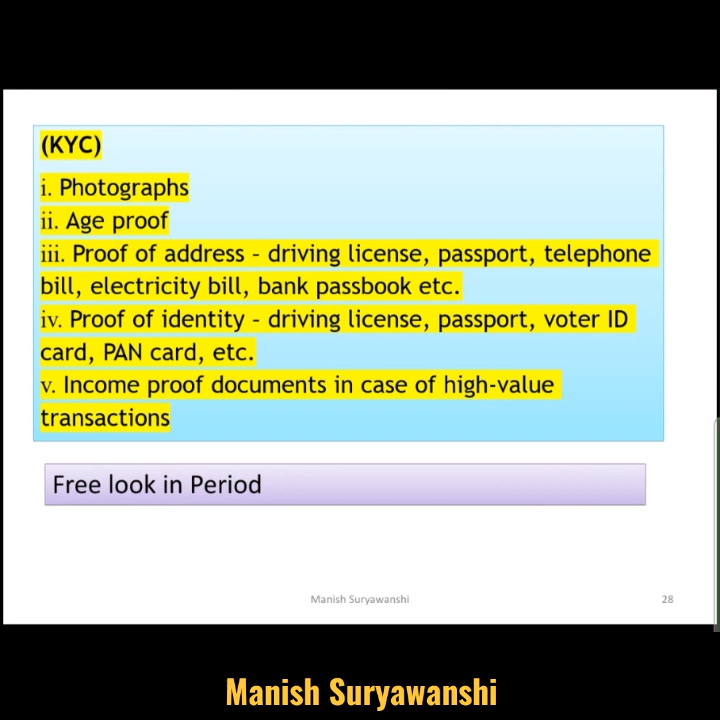 (KYC)
i. Photographs
ii. Age proof
iii. Proof of address - driving license, passport, telephone
bill, electricity bill, bank passbook etc.
iv. Proof of identity - driving license, passport, voter ID
card, PAN card, etc.
v. Income proof documents in case of high-value
transactions
Free look in Period
Manish Suryawanshi
28
Manish Suryawanshi